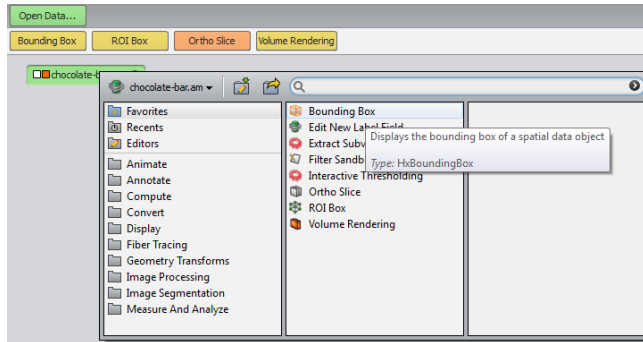 Open Data...
Bounding Box ROI Box Ortho Slice Volume Rendering
chocolate-b
chocolate-bar.am
Favorites
Recents
Editors
Animate
Annotate
Compute
Convert
Display
Fiber Tracing
Geometry Transforms
Image Processing
Image Segmentation
Measure And Analyze
Bounding Box
Edit New Label Field
Extract Subv
Filter Sandb
Interactive Thresholding
Ortho Slice
ROI Box
Volume Rendering
Displays the bounding box of a spatial data object
Type: HxBoundingBox